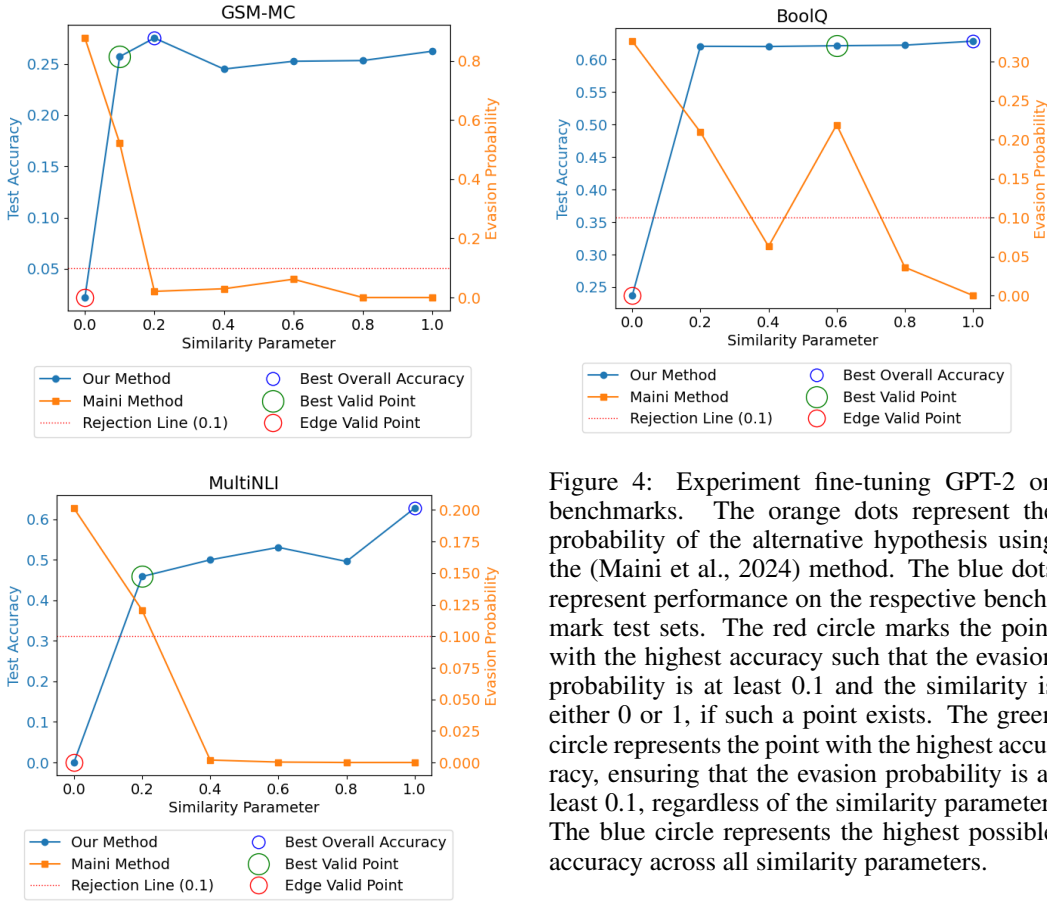 GSM-MC
Test Accuracy
0.25
0.20
0.15
0.10
0.05
0.8
0.6
0.4
0.2
0.0
Evasion Probability
0.0 0.2 0.4 0.6 0.8 1.0
Similarity Parameter
Our Method
Maini Method
Rejection Line (0.1)
Best Overall Accuracy
Best Valid Point
Edge Valid Point
BoolQ
Test Accuracy
0.60
0.55
0.50
0.45
0.40
0.35
0.30
0.25
0.30
0.25
0.20
0.15
0.10
0.05
0.00
Evasion Probability
0.0 0.2 0.4 0.6 0.8 1.0
Similarity Parameter
Our Method
Maini Method
Rejection Line (0.1)
Best Overall Accuracy
Best Valid Point
Edge Valid Point
MultiNLI
Test Accuracy
0.6
0.5
0.4
0.3
0.2
0.1
0.0
0.200
0.175
0.150
0.125
0.100
0.075
0.050
0.025
0.000
Evasion Probability
0.0 0.2 0.4 0.6 0.8 1.0
Similarity Parameter
Our Method
Maini Method
Rejection Line (0.1)
Best Overall Accuracy
Best Valid Point
Edge Valid Point
Figure 4: Experiment fine-tuning GPT-2
benchmarks. The orange dots represent the
probability of the alternative hypothesis using
the (Maini et al., 2024) method. The blue dots
represent performance on the respective bench
mark test sets. The red circle marks the
with the highest accuracy such that the evasion
probability is at least 0.1 and the similarity is
either 0 or 1, if such a point exists. The green
circle represents the point with the highest accu
racy, ensuring that the evasion probability is
least 0.1, regardless of the similarity parameter
The blue circle represents the highest possible
accuracy across all similarity parameters.